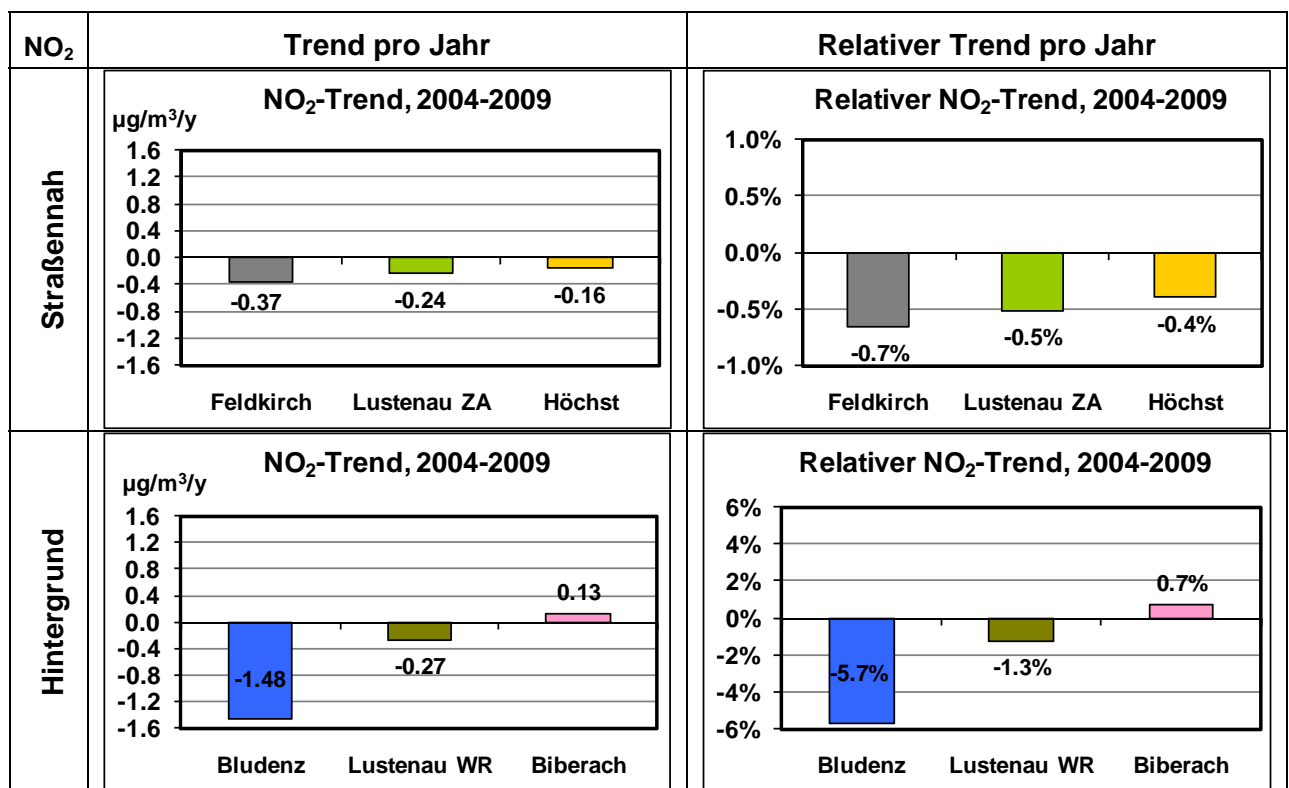 NO₂ Trend pro Jahr Relativer Trend pro Jahr
Straßennah
NO₂-Trend, 2004-2009
µg/m³/y
1.6
1.2
0.8
0.4
0.0
-0.4
-0.8
-1.2
-1.6
-0.37 -0.24 -0.16
Feldkirch Lustenau ZA Höchst
Relativer NO₂-Trend, 2004-2009
1.0%
0.5%
0.0%
-0.5%
-1.0%
-0.7% -0.5% -0.4%
Feldkirch Lustenau ZA Höchst
Hintergrund
NO₂-Trend, 2004-2009
µg/m³/y
1.6
1.2
0.8
0.4
0.0
-0.4
-0.8
-1.2
-1.6
-1.48 -0.27 0.13
Bludenz Lustenau WR Biberach
Relativer NO₂-Trend, 2004-2009
6%
4%
2%
0%
-2%
-4%
-6%
-5.7% -1.3% 0.7%
Bludenz Lustenau WR Biberach